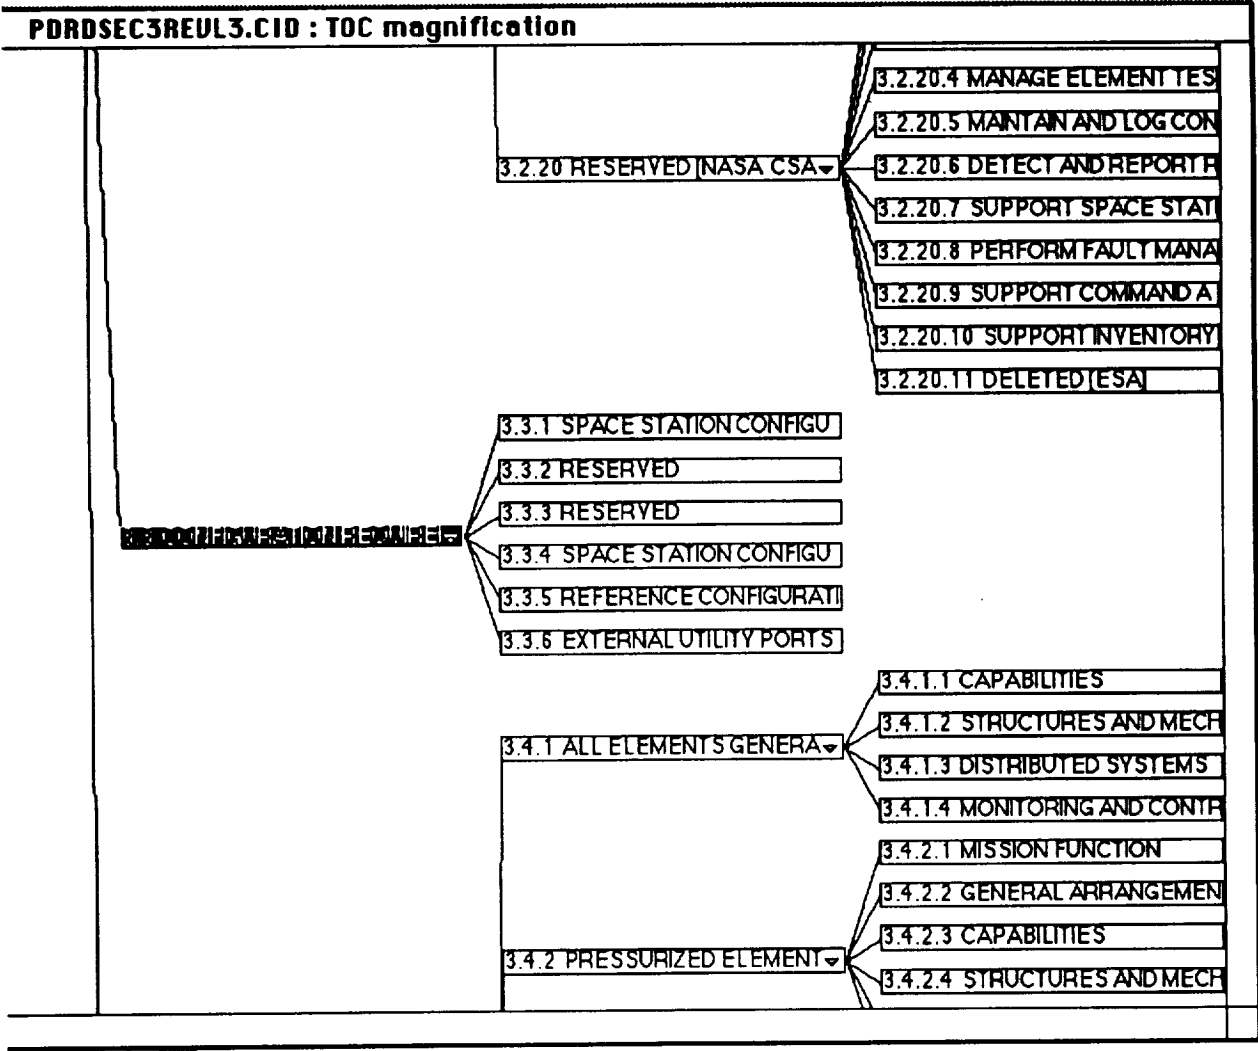 PDRDSEC3REVL3.CID : TOC magnification
3.2.20.4 MANAGE ELEMENT TES
3.2.20.5 MAINTAIN AND LOG CON
3.2.20 RESERVED [NASA CSA
3.2.20.6 DETECT AND REPORT R
3.2.20.7 SUPPORT SPACE STATI
3.2.20.8 PERFORM FAULT MANA
3.2.20.9 SUPPORT COMMAND A
3.2.20.10 SUPPORT INVENTORY
3.2.20.11 DELETED [ESA]
3.3.1 SPACE STATION CONFIGU
3.3.2 RESERVED
3.3.3 RESERVED
3.3.4 SPACE STATION CONFIGU
3.3.5 REFERENCE CONFIGURATI
3.3.6 EXTERNAL UTILITY PORTS
3.4.1.1 CAPABILITIES
3.4.1.2 STRUCTURES AND MECH
3.4.1 ALL ELEMENTS GENERA
3.4.1.3 DISTRIBUTED SYSTEMS
3.4.1.4 MONITORING AND CONTR
3.4.2.1 MISSION FUNCTION
3.4.2.2 GENERAL ARRANGEMEN
3.4.2.3 CAPABILITIES
3.4.2 PRESSURIZED ELEMENT
3.4.2.4 STRUCTURES AND MECH